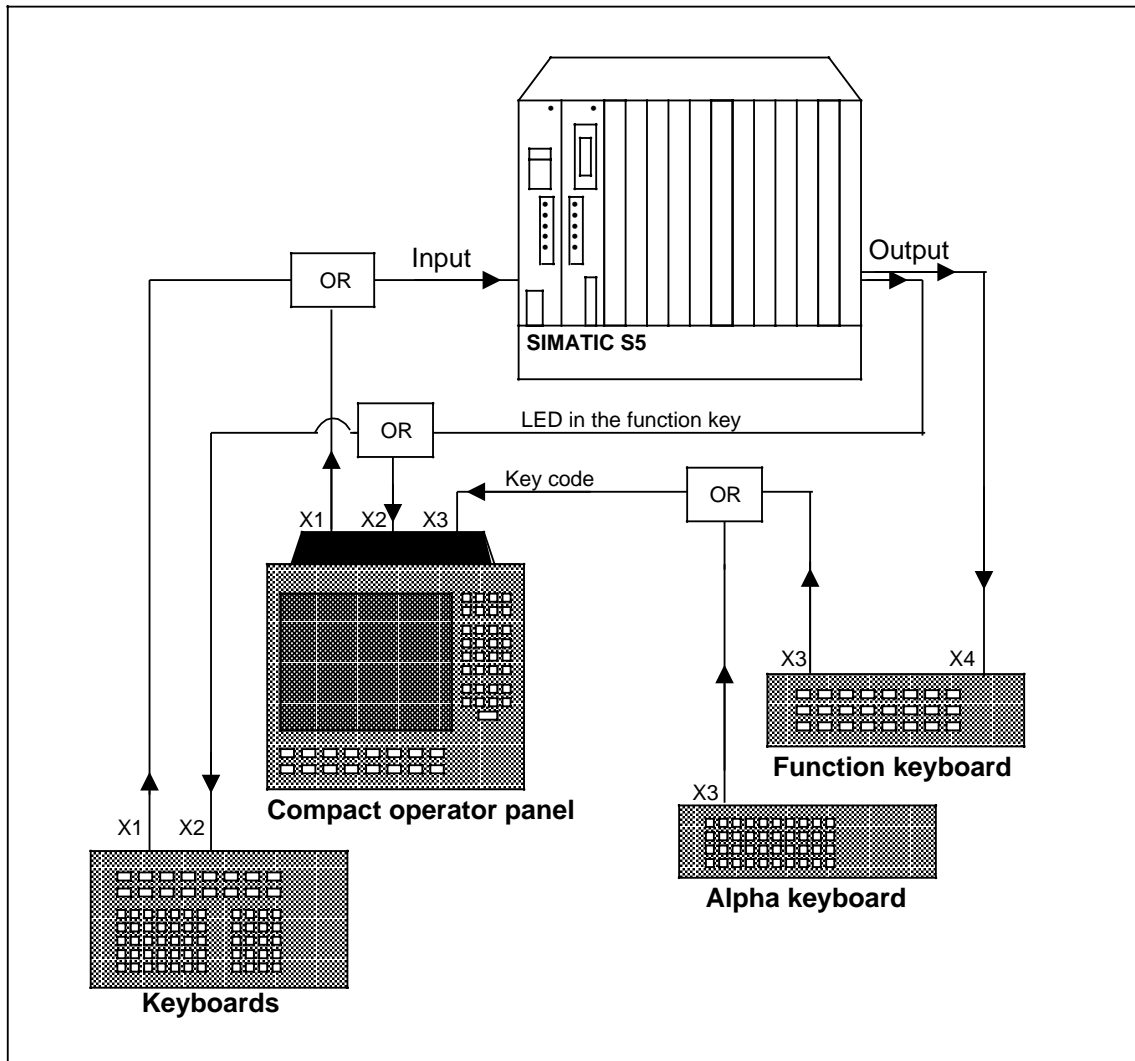 Input
Output
OR
SIMATIC S5
OR
LED in the function key
Key code
OR
X1 X2 X3
X3 X4
Function keyboard
Compact operator panel
X3
X1 X2
Alpha keyboard
Keyboards